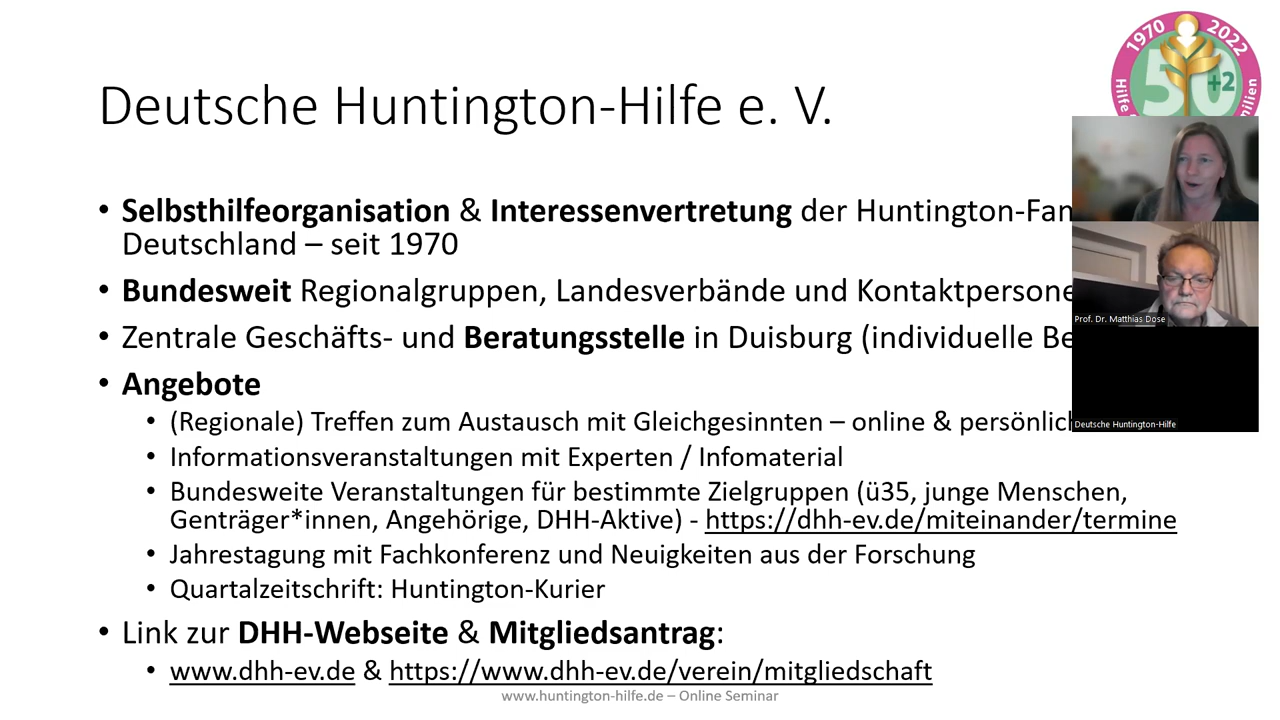 1970 2022
50
+2
Hilfe
Deutsche Huntington-Hilfe e. V.
• Selbsthilfeorganisation & Interessenvertretung der Huntington-Fam
Deutschland – seit 1970
• Bundesweit Regionalgruppen, Landesverbände und Kontaktpersone
• Zentrale Geschäfts- und Beratungsstelle in Duisburg (individuelle Be
• Angebote
• (Regionale) Treffen zum Austausch mit Gleichgesinnten – online & persönlich
• Informationsveranstaltungen mit Experten / Infomaterial
• Bundesweite Veranstaltungen für bestimmte Zielgruppen (ü35, junge Menschen,
Genträger*innen, Angehörige, DHH-Aktive) - https://dhh-ev.de/miteinander/termine
• Jahrestagung mit Fachkonferenz und Neuigkeiten aus der Forschung
• Quartalzeitschrift: Huntington-Kurier
• Link zur DHH-Webseite & Mitgliedsantrag:
• www.dhh-ev.de & https://www.dhh-ev.de/verein/mitgliedschaft
www.huntington-hilfe.de – Online Seminar
Prof. Dr. Matthias Dose
Deutsche Huntington-Hilfe